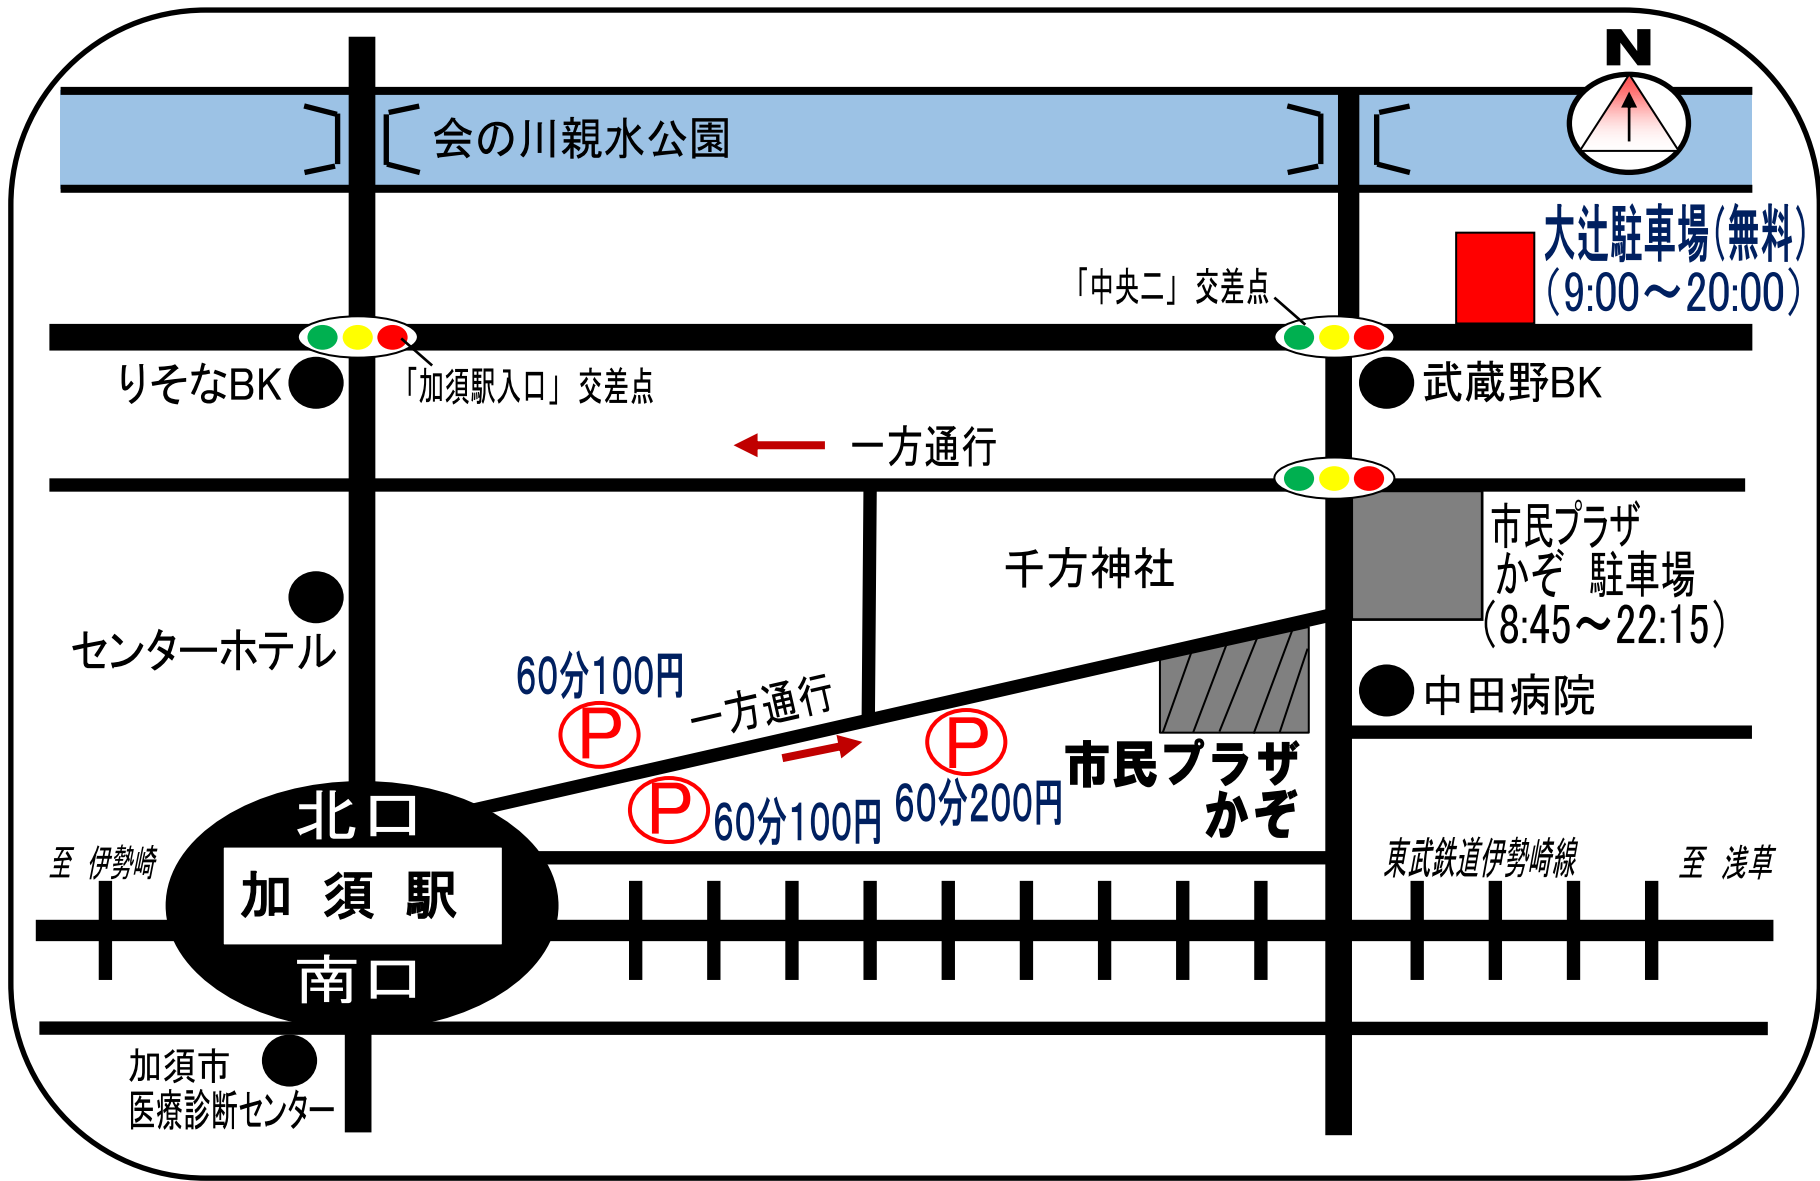 N
会の川親水公園
大辻駐車場(無料)
(9:00～20:00)
「中央二」交差点
りそなBK
「加須駅入口」交差点
武蔵野BK
一方通行
市民プラザ
かぞ 駐車場
(8:45～22:15)
千方神社
センターホテル
60分100円
P
一方通行
中田病院
P
60分100円
P
60分200円
市民プラザ
かぞ
北口
加須駅
南口
至 伊勢崎
東武鉄道伊勢崎線
至 浅草
加須市
医療診断センター